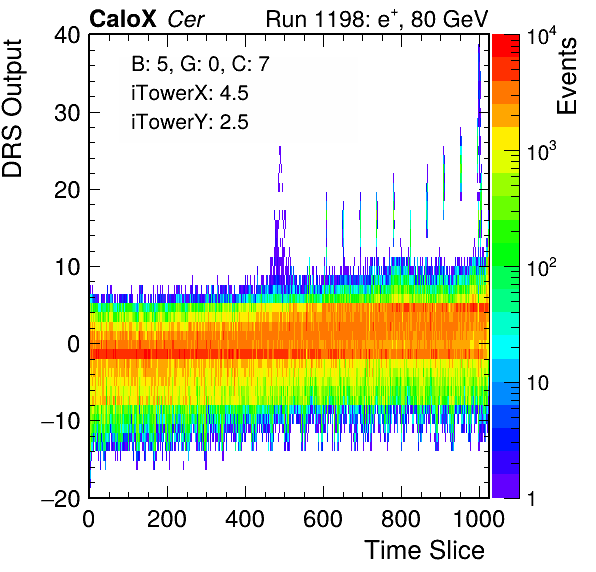 CaloX Cer Run 1198: e⁺, 80 GeV
B: 5, G: 0, C: 7
iTowerX: 4.5
iTowerY: 2.5
DRS Output
40
30
20
10
0
−10
−20
0 200 400 600 800 1000
Time Slice
Events
10⁴
10³
10²
10
1